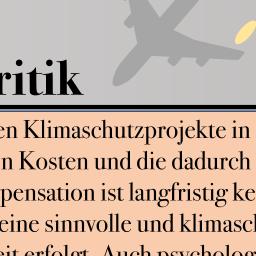 ritik
en Klimaschutzprojekte in
n Kosten und die dadurch
pensation ist langfristig ke
eine sinnvolle und klimasch
eit erfolgt. Auch psycholog